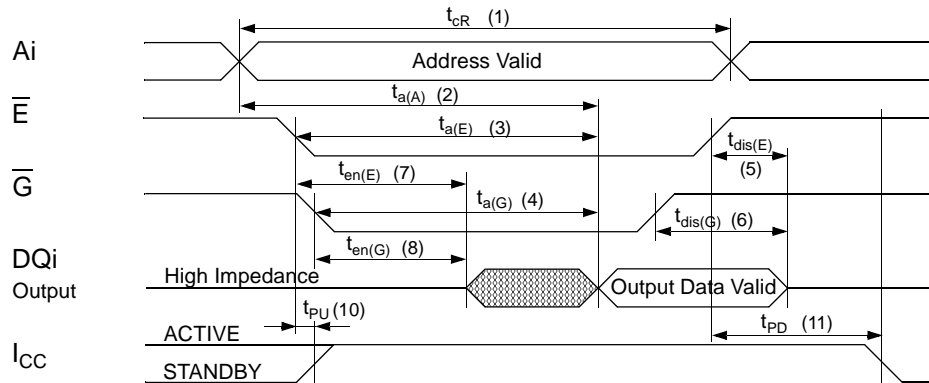 t_cR (1)
Ai
Address Valid
t_a(A) (2)
E̅
t_a(E) (3)
t_dis(E)
(5)
t_en(E) (7)
G̅
t_a(G) (4)
t_dis(G) (6)
t_en(G) (8)
DQi
Output
High Impedance
Output Data Valid
t_PU (10)
t_PD (11)
ACTIVE
I_CC
STANDBY